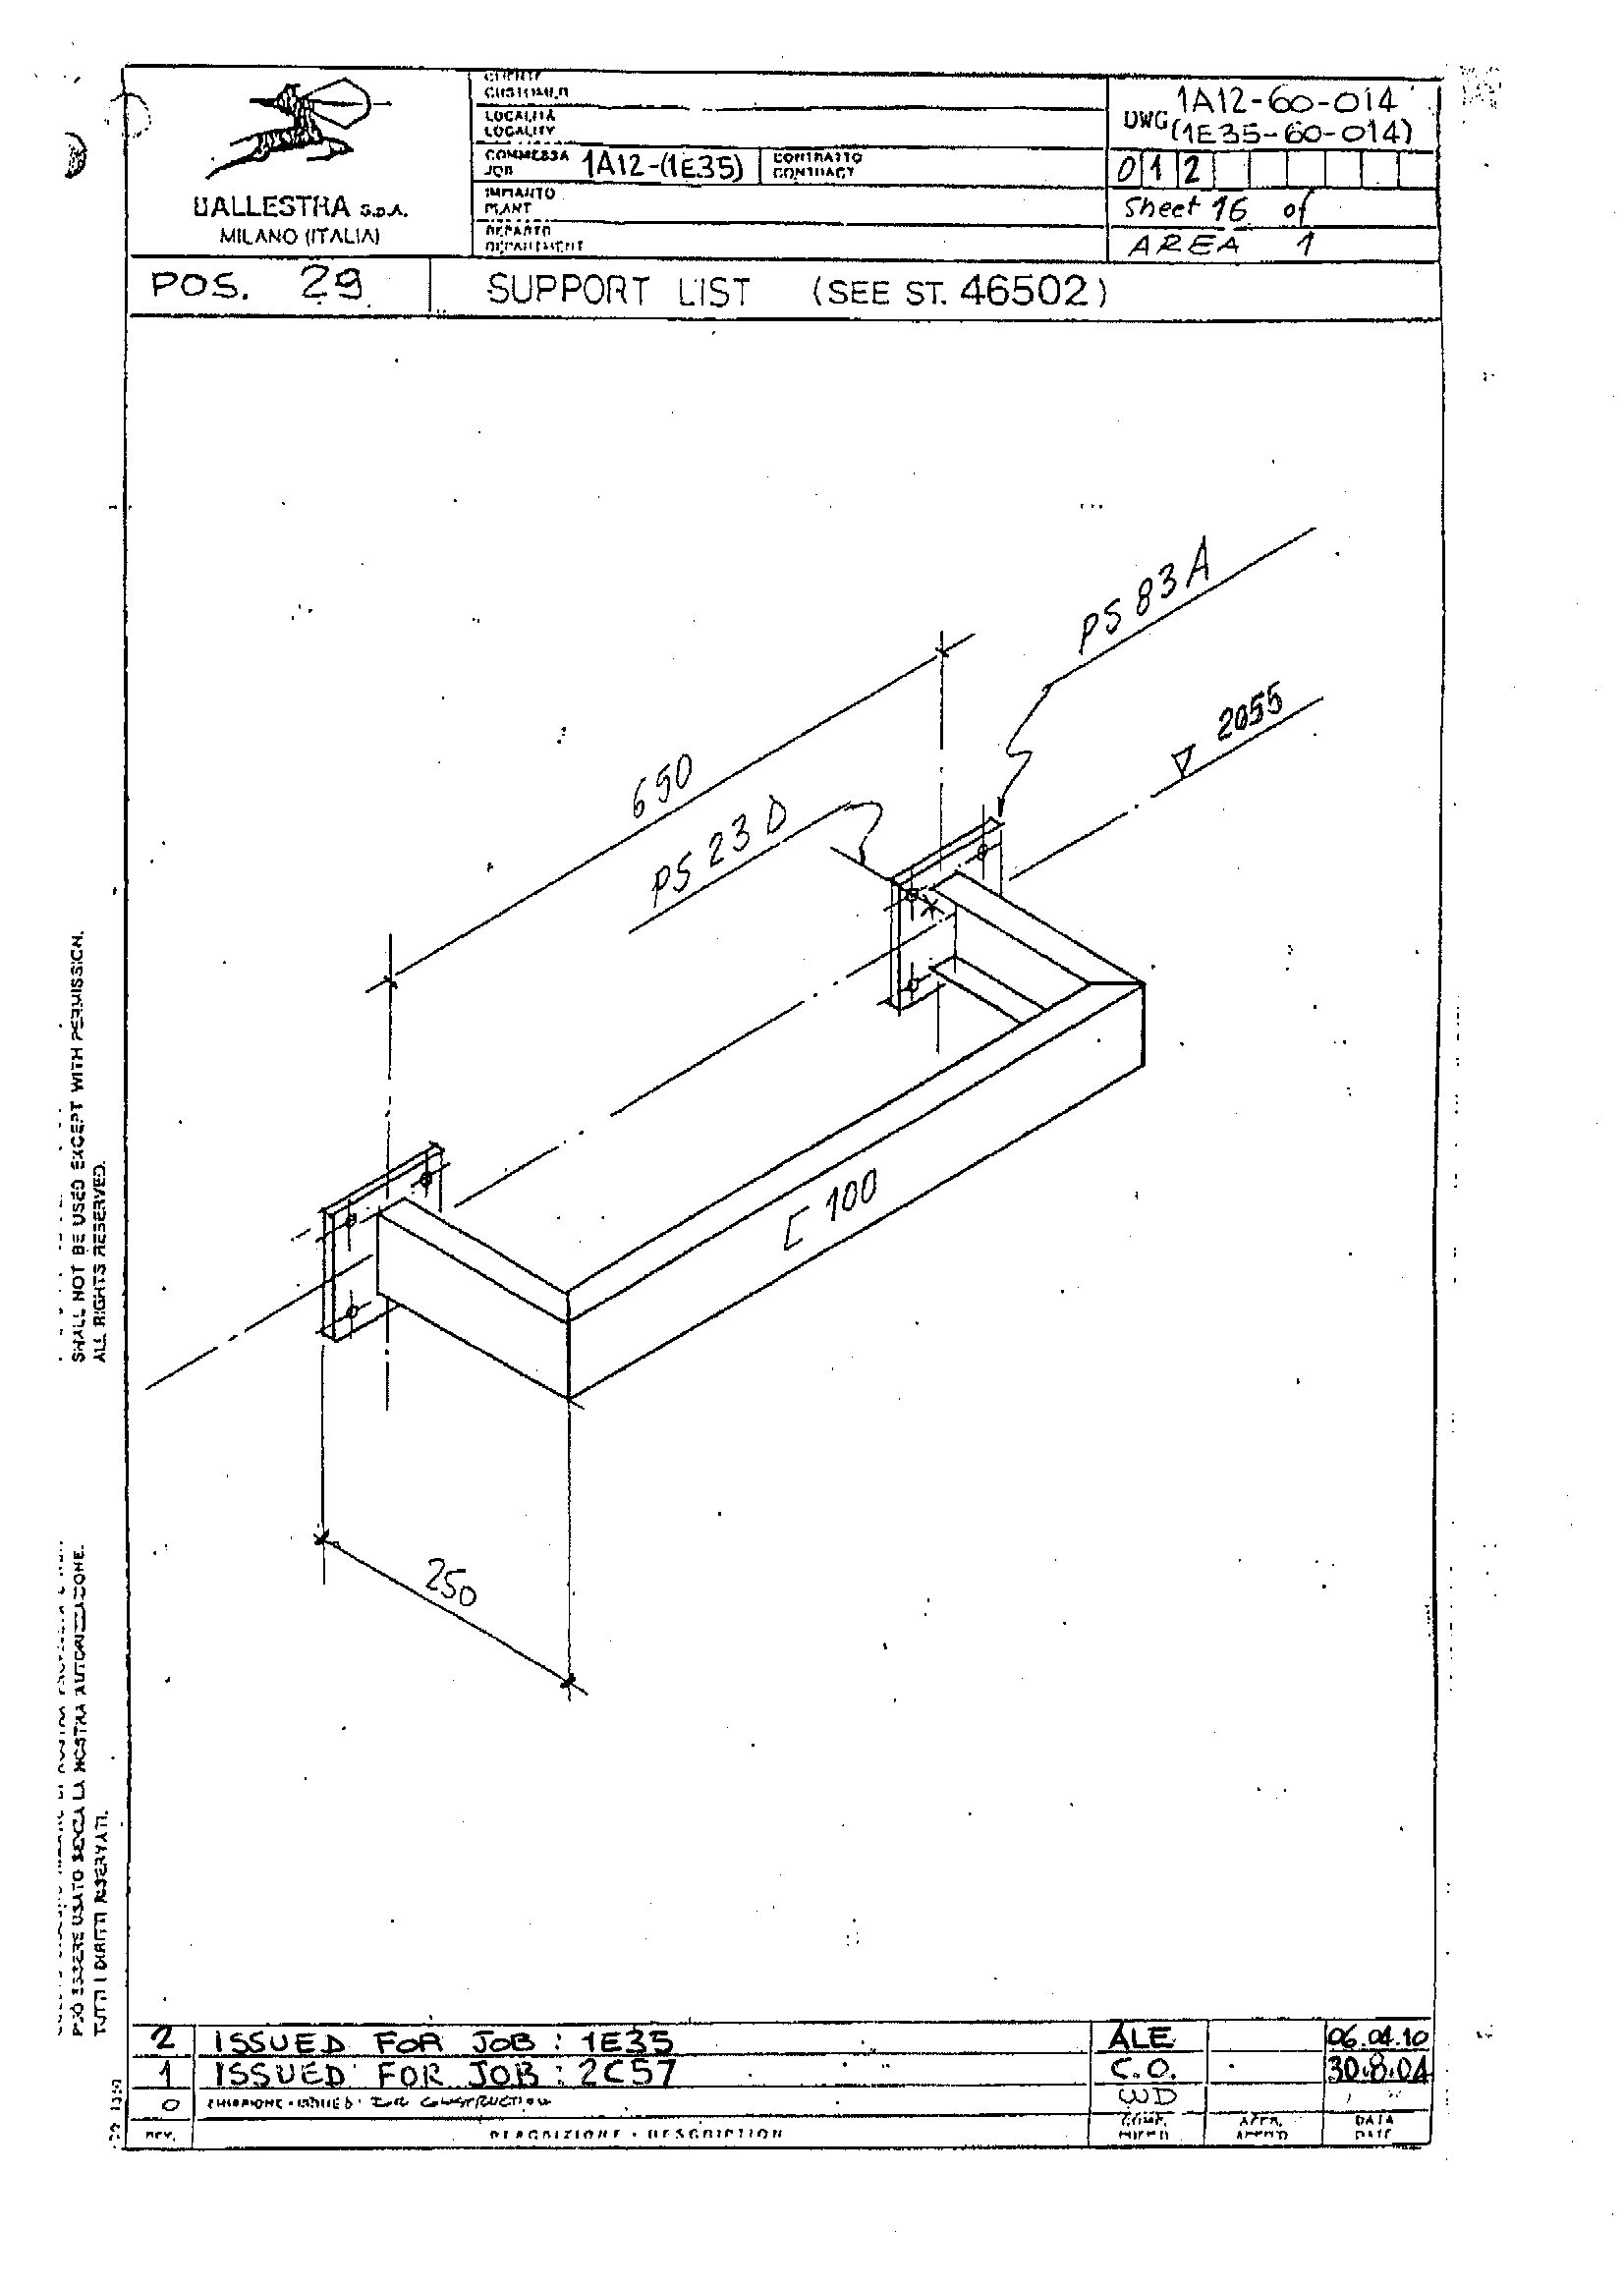 CLIENTE
CUSTOMER
LOCALITÀ
LOCALITY
COMMESSA
JOB
1A12-(1E35)
CONTRATTO
CONTRACT
IMPIANTO
PLANT
REPARTO
DEPARTMENT
BALLESTRA S.p.A.
MILANO (ITALIA)
DWG
1A12-60-014
(1E35-60-014)
0 1 2
Sheet 16 of
AREA 1
POS. 29
SUPPORT LIST (SEE ST. 46502)
PS 83 A
2055
650
PS 23 D
[ 100
250
SHALL NOT BE USED EXCEPT WITH PERMISSION.
ALL RIGHTS RESERVED.
PUÒ ESSERE USATO SENZA LA NOSTRA AUTORIZZAZIONE.
TUTTI I DIRITTI RISERVATI.
2 ISSUED FOR JOB : 1E35 ALE 06.04.10
1 ISSUED FOR JOB : 2C57 C.O. 30.8.04
0 EMISSIONE - ISSUED FOR CONSTRUCTION WD
REV. DESCRIZIONE - DESCRIPTION
COMP. APPR. DATA
APPR'D DATE